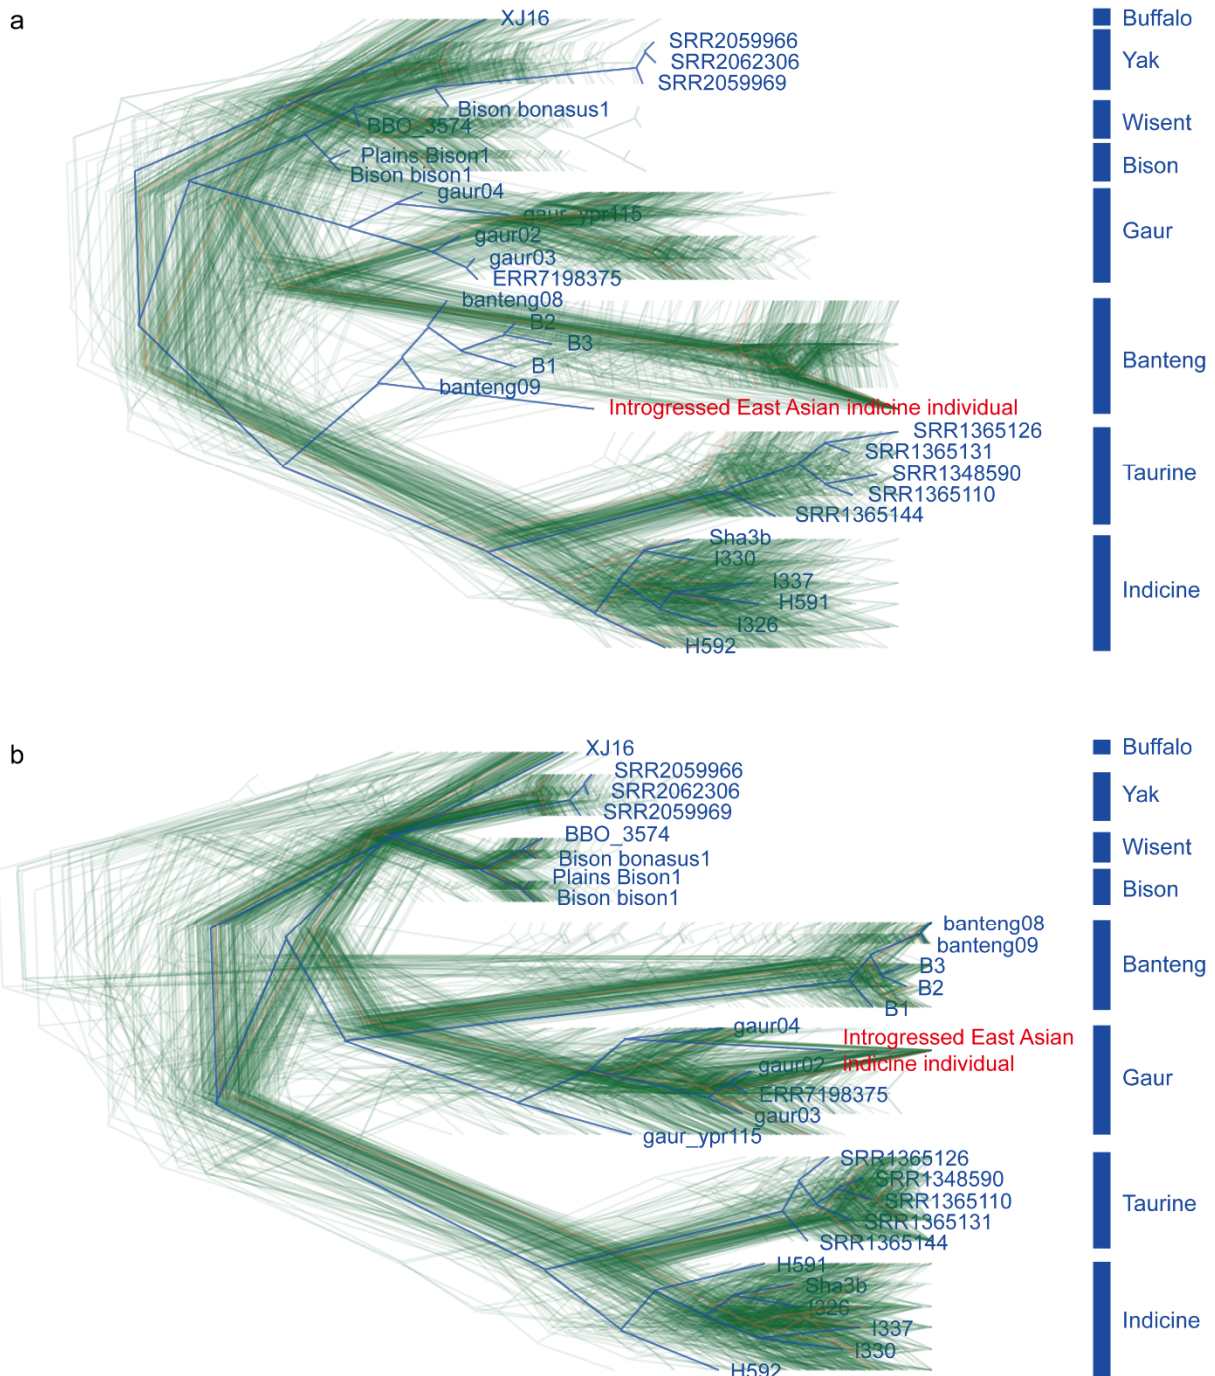 a
XJ16
Buffalo
SRR2059966
SRR2062306
Yak
SRR2059969
Bison bonasus1
BBO_3574
Wisent
Plains Bison1
Bison bison1
Bison
gaur04
gaur_ypr115
gaur02
Gaur
gaur03
ERR7198375
banteng08
B2
B3
B1
Banteng
banteng09
Introgressed East Asian indicine individual
SRR1365126
SRR1365131
SRR1348590
Taurine
SRR1365110
SRR1365144
Sha3b
I330
I337
Indicine
H591
I326
H592
b
XJ16
Buffalo
SRR2059966
SRR2062306
Yak
SRR2059969
BBO_3574
Wisent
Bison bonasus1
Plains Bison1
Bison
Bison bison1
banteng08
banteng09
B3
Banteng
B2
B1
gaur04
Introgressed East Asian
Indicine individual
gaur02
Gaur
ERR7198375
gaur03
gaur_ypr115
SRR1365126
SRR1348590
SRR1365110
Taurine
SRR1365131
SRR1365144
H591
Sha3b
I326
Indicine
I337
I330
H592